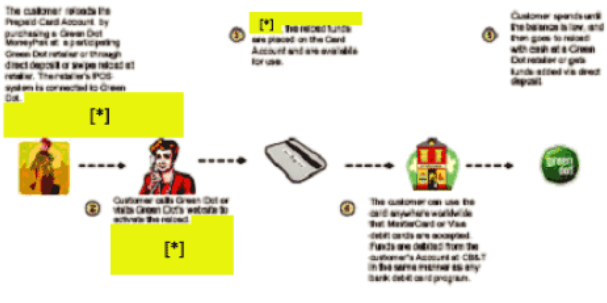 The customer reloads the
Prepaid Card Account by
purchasing a Green Dot
MoneyPak at a participating
Green Dot retailer or through
direct deposit or swipe reload at
retailer. The retailer's POS
system is connected to Green
Dot.
[*]
2
Customer calls Green Dot or
visits Green Dot's website to
activate the reload.
[*]
3
[*] the reload funds
are placed on the Card
Account and are available
for use.
4
The customer can use the
card anywhere worldwide
that MasterCard or Visa
debit cards are accepted.
Funds are debited from the
customer's Account at CB&T
in the same manner as any
bank debit card program.
5
Customer spends until
the balance is low, and
then goes to reload
with cash at a Green
Dot retailer or gets
funds added via direct
deposit.
green
dot